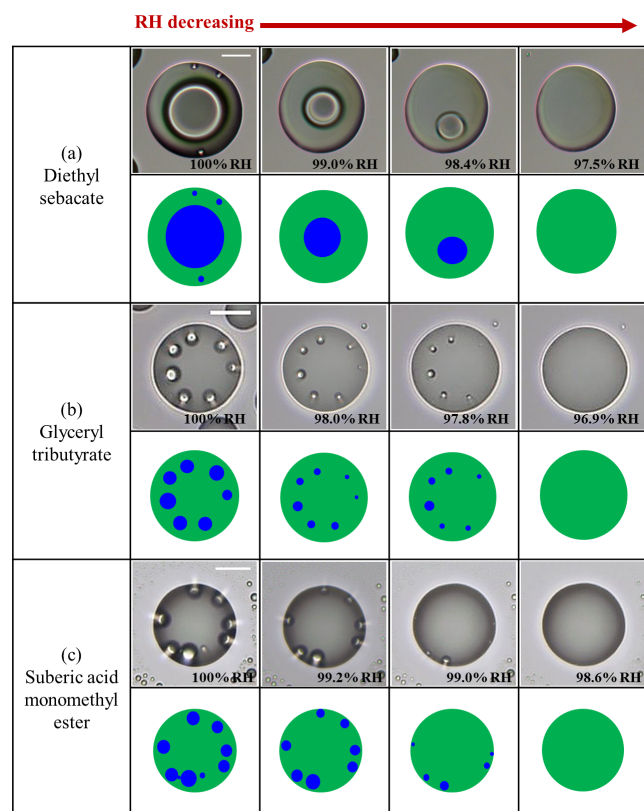 RH decreasing
(a)
Diethyl
sebacate
100% RH
99.0% RH
98.4% RH
97.5% RH
(b)
Glyceryl
tributyrate
100% RH
98.0% RH
97.8% RH
96.9% RH
(c)
Suberic acid
monomethyl
ester
100% RH
99.2% RH
99.0% RH
98.6% RH